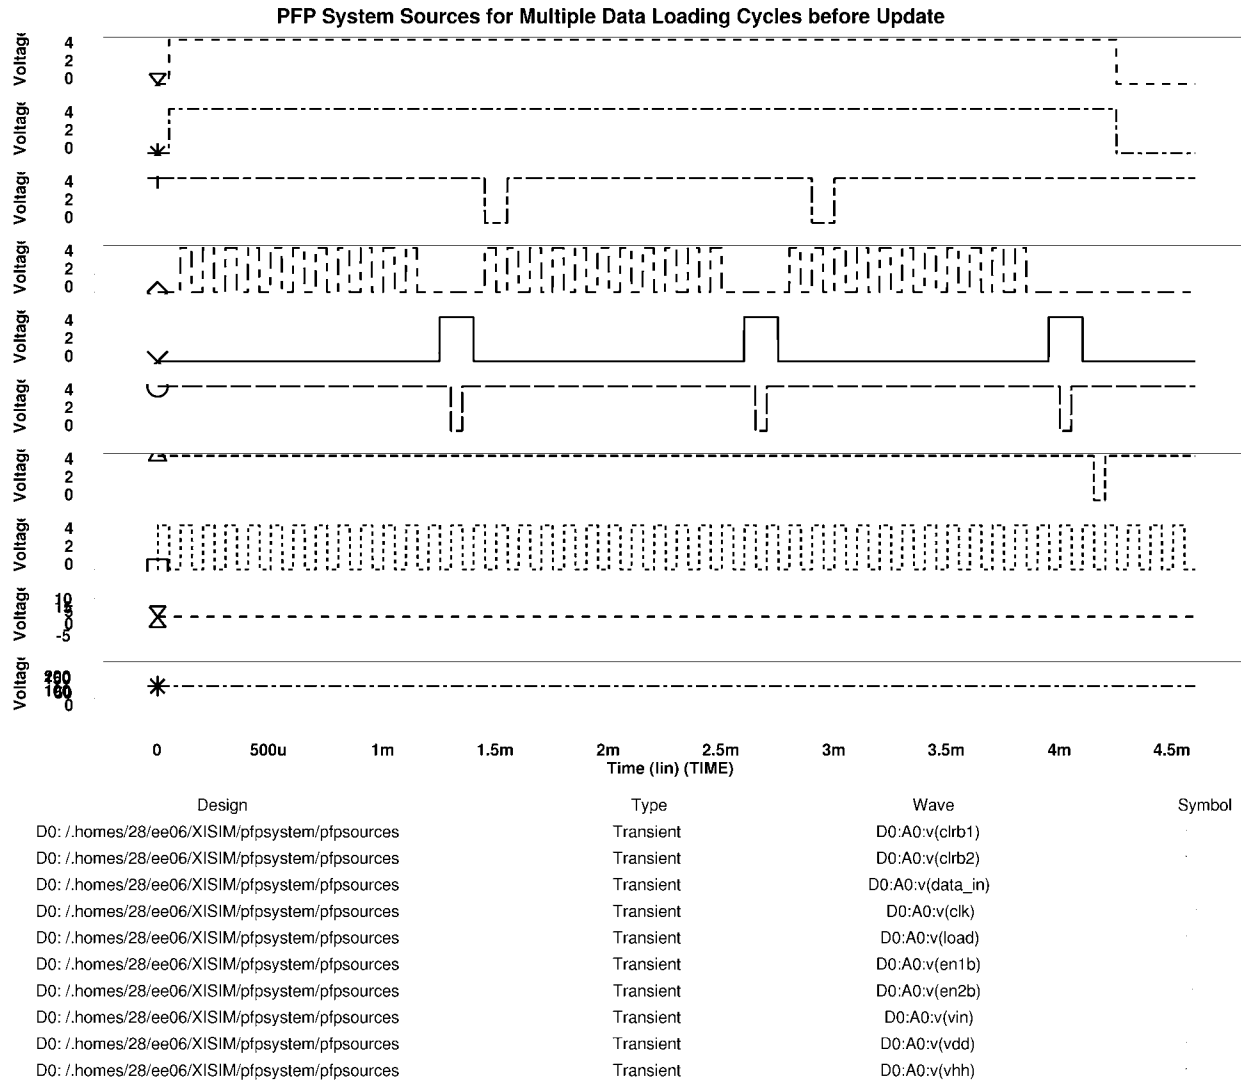 PFP System Sources for Multiple Data Loading Cycles before Update
Voltage 4 2 0
Voltage 4 2 0
Voltage 4 2 0
Voltage 4 2 0
Voltage 4 2 0
Voltage 4 2 0
Voltage 4 2 0
Voltage 4 2 0
Voltage 10 0 -5
Voltage 0
0 500u 1m 1.5m 2m 2.5m 3m 3.5m 4m 4.5m
Time (lin) (TIME)
Design Type Wave Symbol
D0: /.homes/28/ee06/XISIM/pfpsystem/pfpsources Transient D0:A0:v(clrb1)
D0: /.homes/28/ee06/XISIM/pfpsystem/pfpsources Transient D0:A0:v(clrb2)
D0: /.homes/28/ee06/XISIM/pfpsystem/pfpsources Transient D0:A0:v(data_in)
D0: /.homes/28/ee06/XISIM/pfpsystem/pfpsources Transient D0:A0:v(clk)
D0: /.homes/28/ee06/XISIM/pfpsystem/pfpsources Transient D0:A0:v(load)
D0: /.homes/28/ee06/XISIM/pfpsystem/pfpsources Transient D0:A0:v(en1b)
D0: /.homes/28/ee06/XISIM/pfpsystem/pfpsources Transient D0:A0:v(en2b)
D0: /.homes/28/ee06/XISIM/pfpsystem/pfpsources Transient D0:A0:v(vin)
D0: /.homes/28/ee06/XISIM/pfpsystem/pfpsources Transient D0:A0:v(vdd)
D0: /.homes/28/ee06/XISIM/pfpsystem/pfpsources Transient D0:A0:v(vhh)